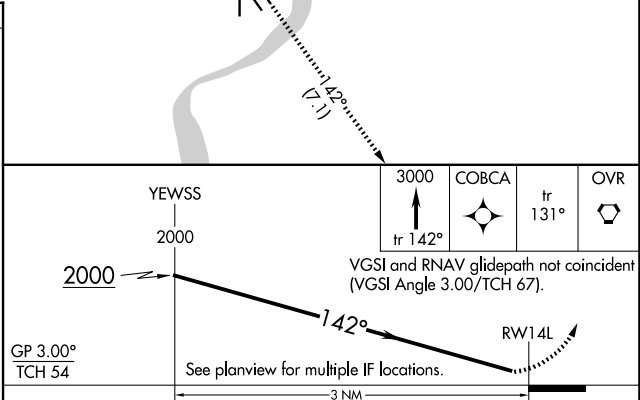 142°
(7.1)
3000
tr 142°
COBCA
tr
131°
OVR
YEWSS
2000
2000
VGSI and RNAV glidepath not coincident
(VGSI Angle 3.00/TCH 67).
142°
RW14L
GP 3.00°
TCH 54
See planview for multiple IF locations.
3 NM